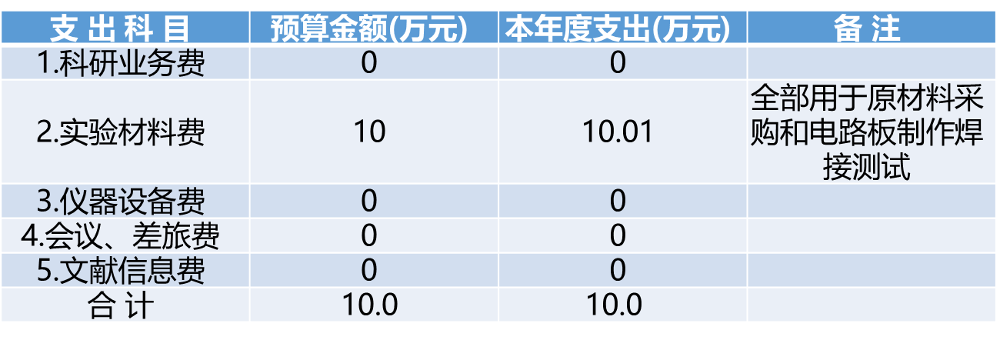 支 出 科 目 预算金额(万元) 本年度支出(万元) 备 注
1.科研业务费 0 0
2.实验材料费 10 10.01 全部用于原材料采
购和电路板制作焊
接测试
3.仪器设备费 0 0
4.会议、差旅费 0 0
5.文献信息费 0 0
合 计 10.0 10.0